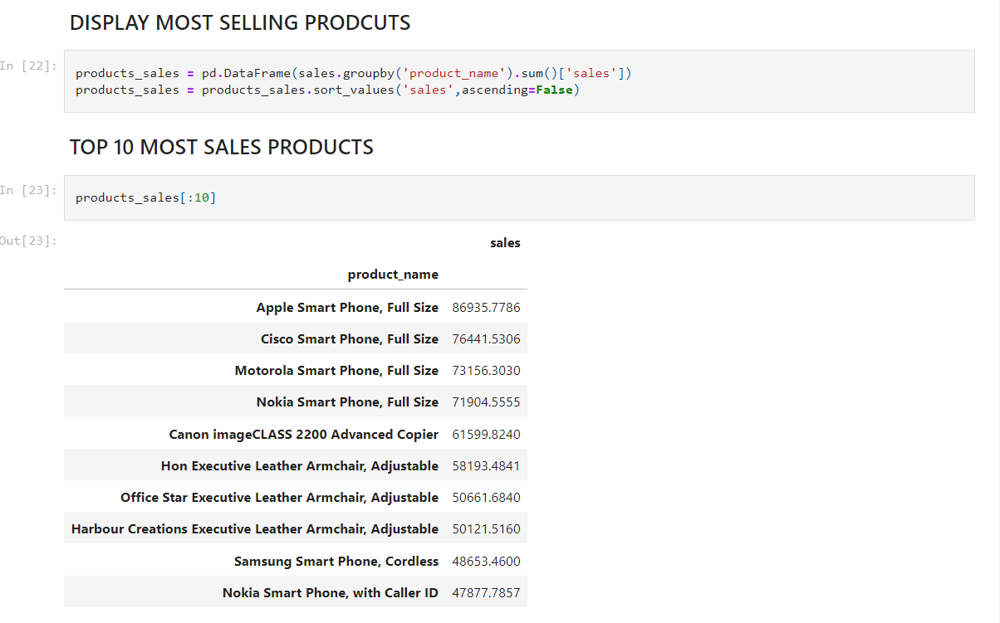 DISPLAY MOST SELLING PRODCUTS
In [22]:
products_sales = pd.DataFrame(sales.groupby('product_name').sum()['sales'])
products_sales = products_sales.sort_values('sales',ascending=False)
TOP 10 MOST SALES PRODUCTS
In [23]:
products_sales[:10]
Out[23]:
sales
product_name
Apple Smart Phone, Full Size 86935.7786
Cisco Smart Phone, Full Size 76441.5306
Motorola Smart Phone, Full Size 73156.3030
Nokia Smart Phone, Full Size 71904.5555
Canon imageCLASS 2200 Advanced Copier 61599.8240
Hon Executive Leather Armchair, Adjustable 58193.4841
Office Star Executive Leather Armchair, Adjustable 50661.6840
Harbour Creations Executive Leather Armchair, Adjustable 50121.5160
Samsung Smart Phone, Cordless 48653.4600
Nokia Smart Phone, with Caller ID 47877.7857